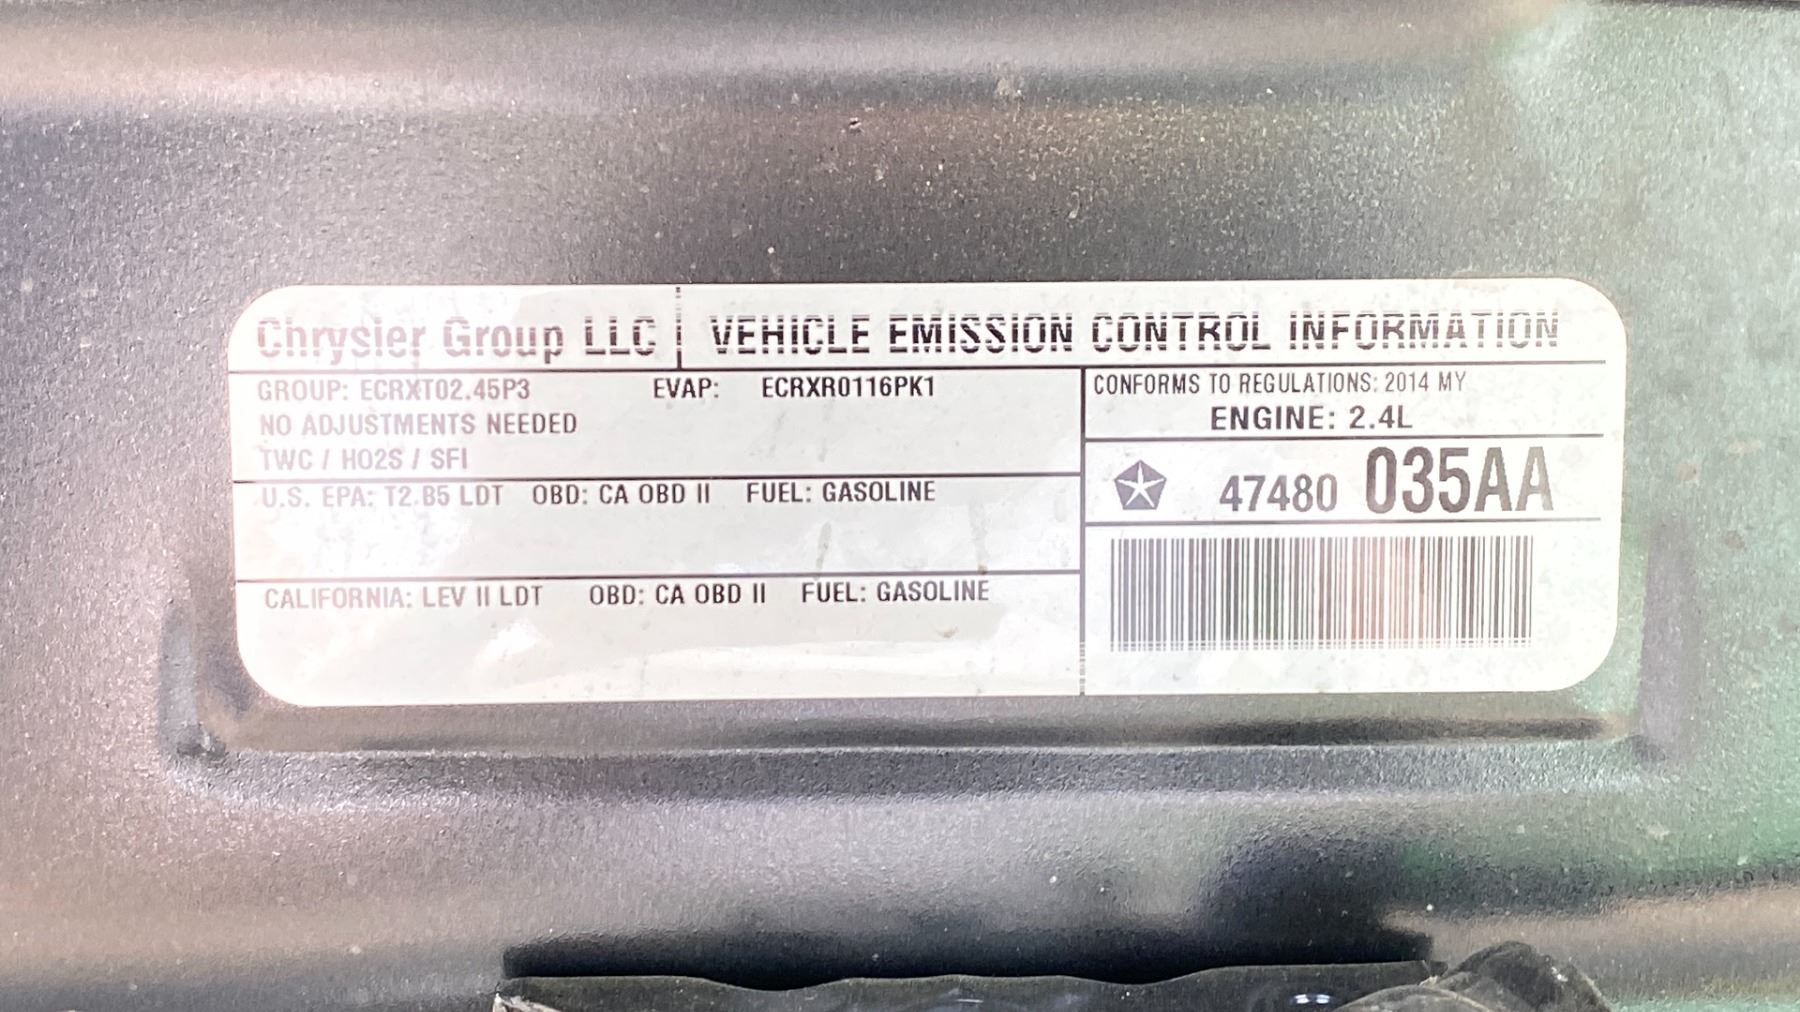 Chrysler Group LLC VEHICLE EMISSION CONTROL INFORMATION
GROUP: ECRXT02.45P3 EVAP: ECRXR0116PK1
NO ADJUSTMENTS NEEDED
TWC / HO2S / SFI
U.S. EPA: T2 B5 LDT OBD: CA OBD II FUEL: GASOLINE
CALIFORNIA: LEV II LDT OBD: CA OBD II FUEL: GASOLINE
CONFORMS TO REGULATIONS: 2014 MY
ENGINE: 2.4L
47480 035AA